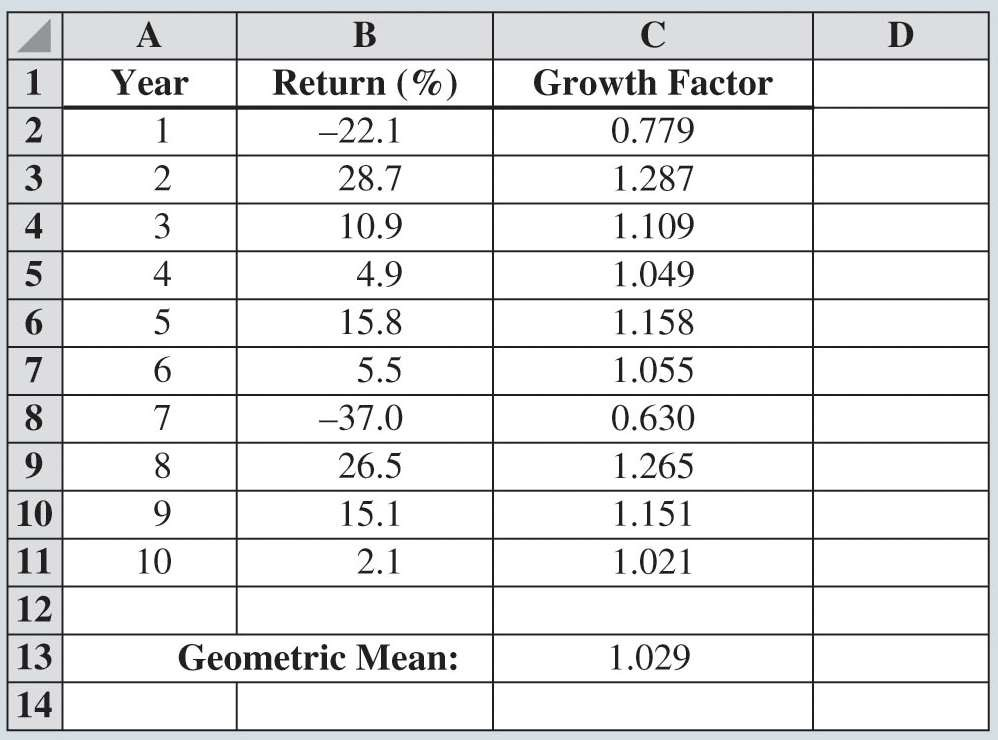 A B C D
1 Year Return (%) Growth Factor
2 1 –22.1 0.779
3 2 28.7 1.287
4 3 10.9 1.109
5 4 4.9 1.049
6 5 15.8 1.158
7 6 5.5 1.055
8 7 –37.0 0.630
9 8 26.5 1.265
10 9 15.1 1.151
11 10 2.1 1.021
12
13 Geometric Mean: 1.029
14